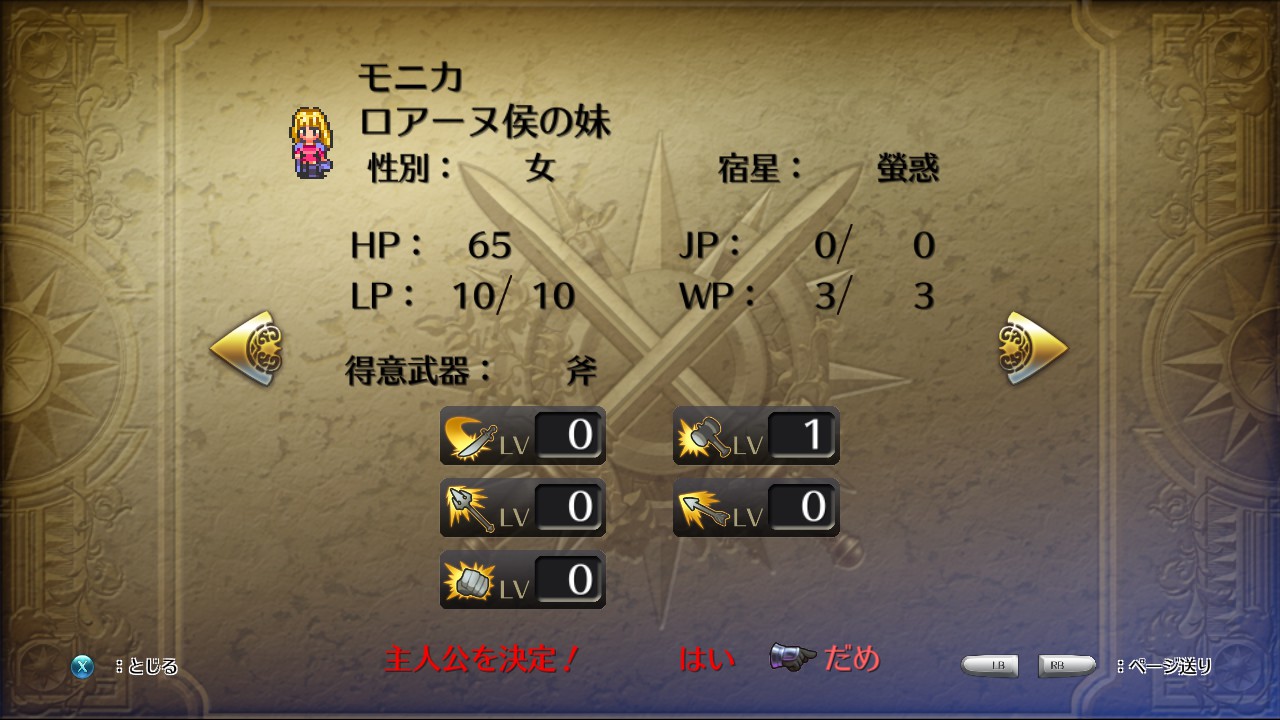 モニカ
ロアーヌ侯の妹
性別： 女 宿星： 螢惑
HP： 65 JP： 0/ 0
LP： 10/ 10 WP： 3/ 3
得意武器： 斧
LV 0 LV 1
LV 0 LV 0
LV 0
主人公を決定！ はい だめ
X ：とじる LB RB ：ページ送り